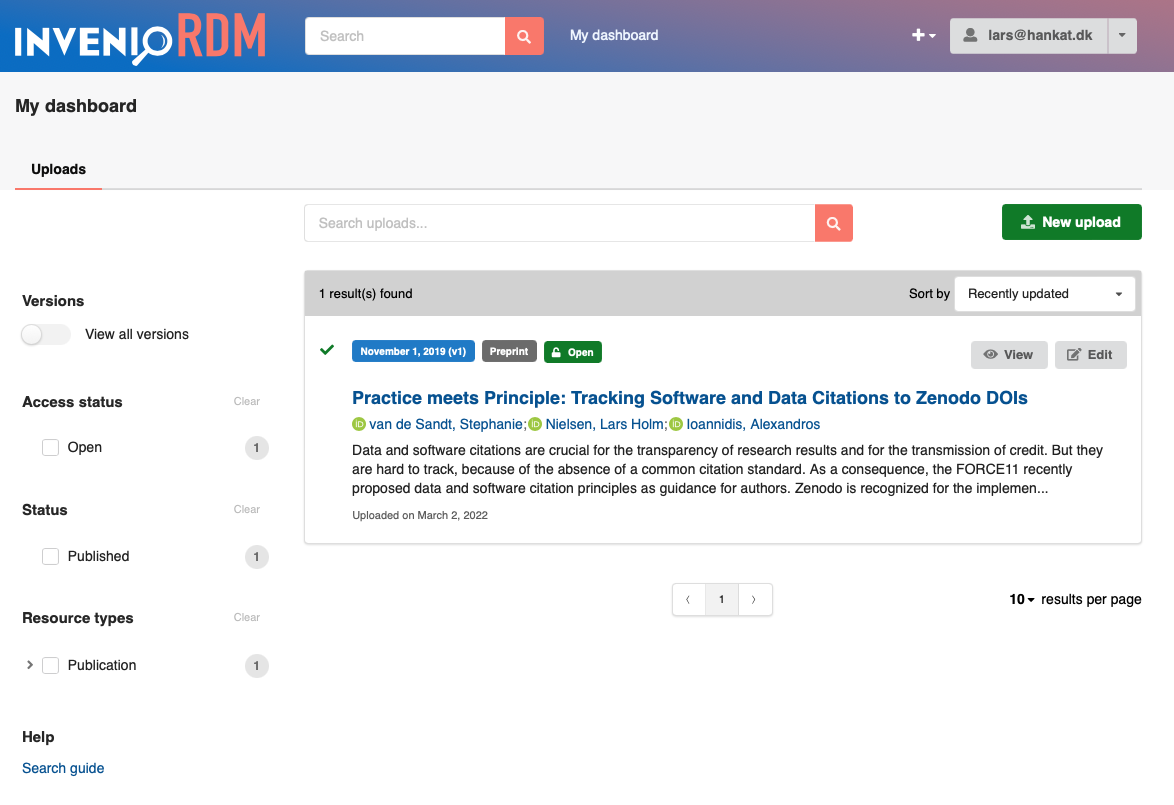 INVENIO RDM
Search
My dashboard
lars@hankat.dk
My dashboard
Uploads
Search uploads...
New upload
Versions
View all versions
Access status Clear
Open 1
Status Clear
Published 1
Resource types Clear
Publication 1
Help
Search guide
1 result(s) found
Sort by Recently updated
November 1, 2019 (v1) Preprint Open
View Edit
Practice meets Principle: Tracking Software and Data Citations to Zenodo DOIs
iD van de Sandt, Stephanie; iD Nielsen, Lars Holm; iD Ioannidis, Alexandros
Data and software citations are crucial for the transparency of research results and for the transmission of credit. But they
are hard to track, because of the absence of a common citation standard. As a consequence, the FORCE11 recently
proposed data and software citation principles as guidance for authors. Zenodo is recognized for the implemen...
Uploaded on March 2, 2022
‹ 1 ›
10 results per page